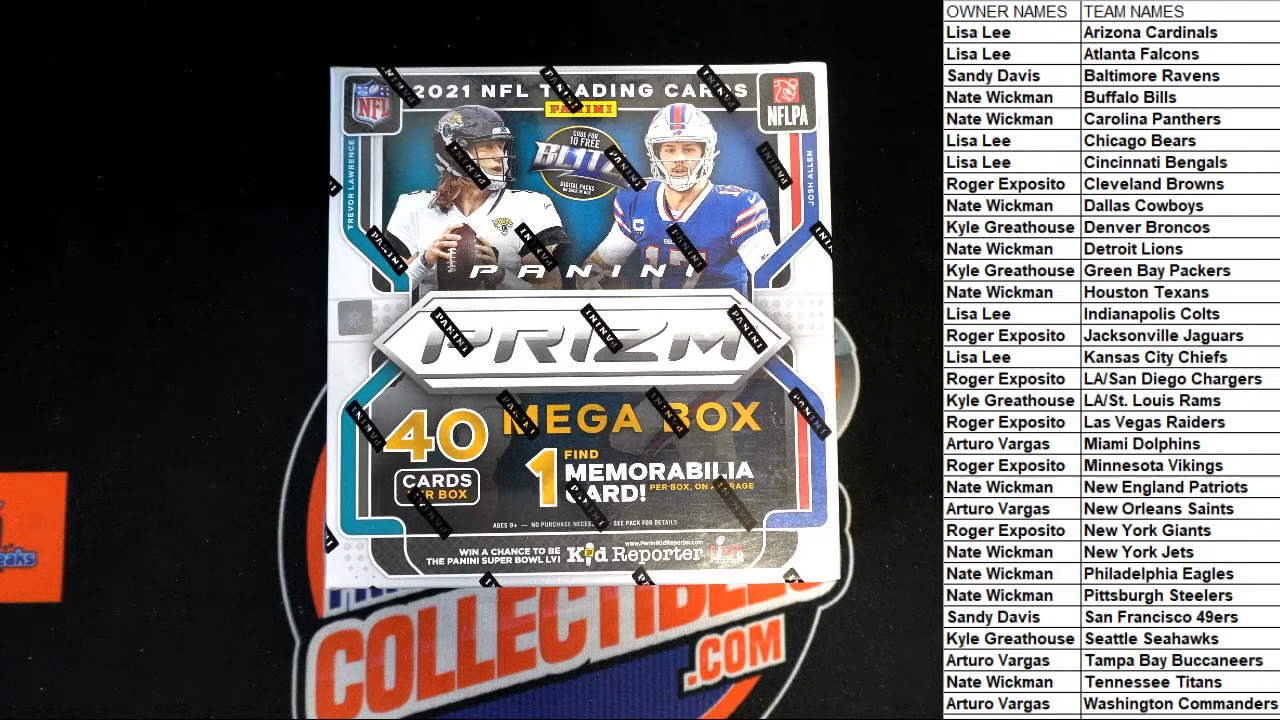 2021 NFL TRADING CARDS
PANINI
NFL
NFLPA
TREVOR LAWRENCE
JOSH ALLEN
CODE FOR
10 FREE
BLITZ
DIGITAL PACKS
PANINI
PRIZM
40
CARDS
PER BOX
MEGA BOX
1
FIND
MEMORABILIA
CARD!
PER BOX, ON AVERAGE
AGES 9+ — NO PURCHASE NECESSARY SEE PACK FOR DETAILS
WIN A CHANCE TO BE
THE PANINI SUPER BOWL LVI
www.PaniniKidReporter.com
Kid Reporter
COLLECTIBLES
.COM
OWNER NAMES TEAM NAMES
Lisa Lee Arizona Cardinals
Lisa Lee Atlanta Falcons
Sandy Davis Baltimore Ravens
Nate Wickman Buffalo Bills
Nate Wickman Carolina Panthers
Lisa Lee Chicago Bears
Lisa Lee Cincinnati Bengals
Roger Exposito Cleveland Browns
Nate Wickman Dallas Cowboys
Kyle Greathouse Denver Broncos
Nate Wickman Detroit Lions
Kyle Greathouse Green Bay Packers
Nate Wickman Houston Texans
Lisa Lee Indianapolis Colts
Roger Exposito Jacksonville Jaguars
Lisa Lee Kansas City Chiefs
Roger Exposito LA/San Diego Chargers
Kyle Greathouse LA/St. Louis Rams
Roger Exposito Las Vegas Raiders
Arturo Vargas Miami Dolphins
Roger Exposito Minnesota Vikings
Nate Wickman New England Patriots
Arturo Vargas New Orleans Saints
Roger Exposito New York Giants
Nate Wickman New York Jets
Nate Wickman Philadelphia Eagles
Nate Wickman Pittsburgh Steelers
Sandy Davis San Francisco 49ers
Kyle Greathouse Seattle Seahawks
Arturo Vargas Tampa Bay Buccaneers
Nate Wickman Tennessee Titans
Arturo Vargas Washington Commanders